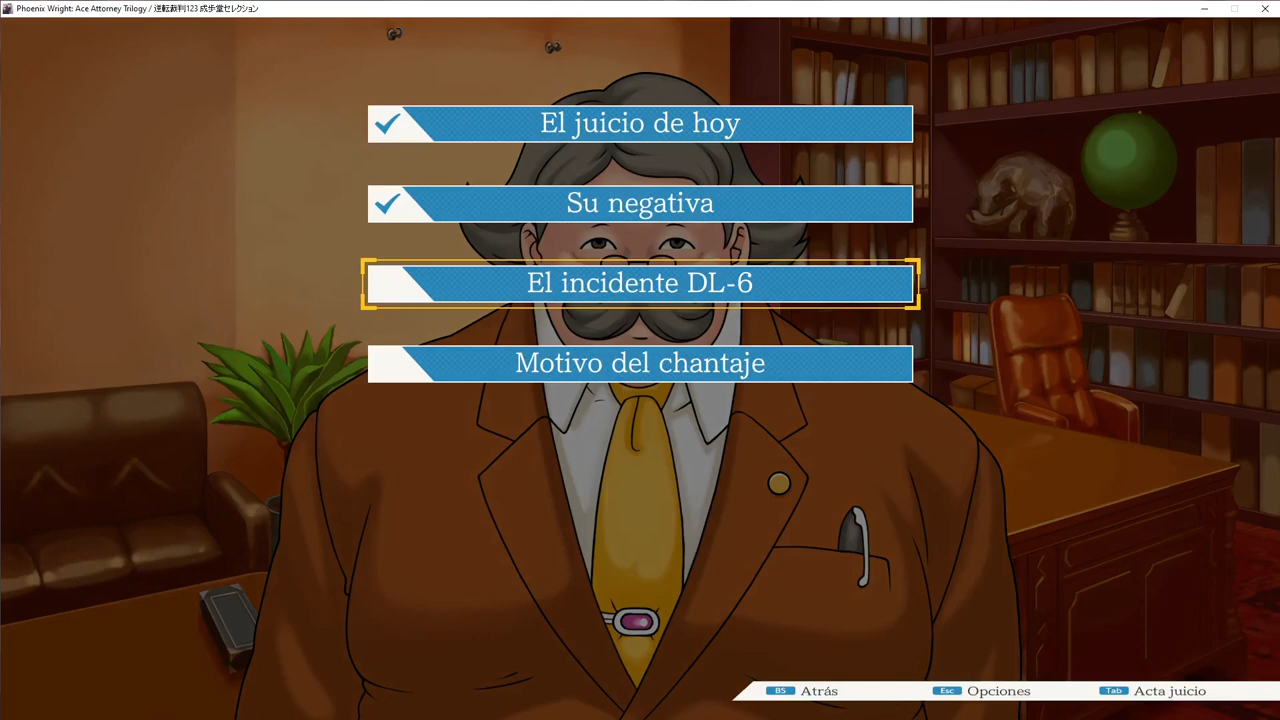 Phoenix Wright: Ace Attorney Trilogy / 逆転裁判123 成歩堂セレクション
El juicio de hoy
Su negativa
El incidente DL-6
Motivo del chantaje
BS Atrás Esc Opciones Tab Acta juicio